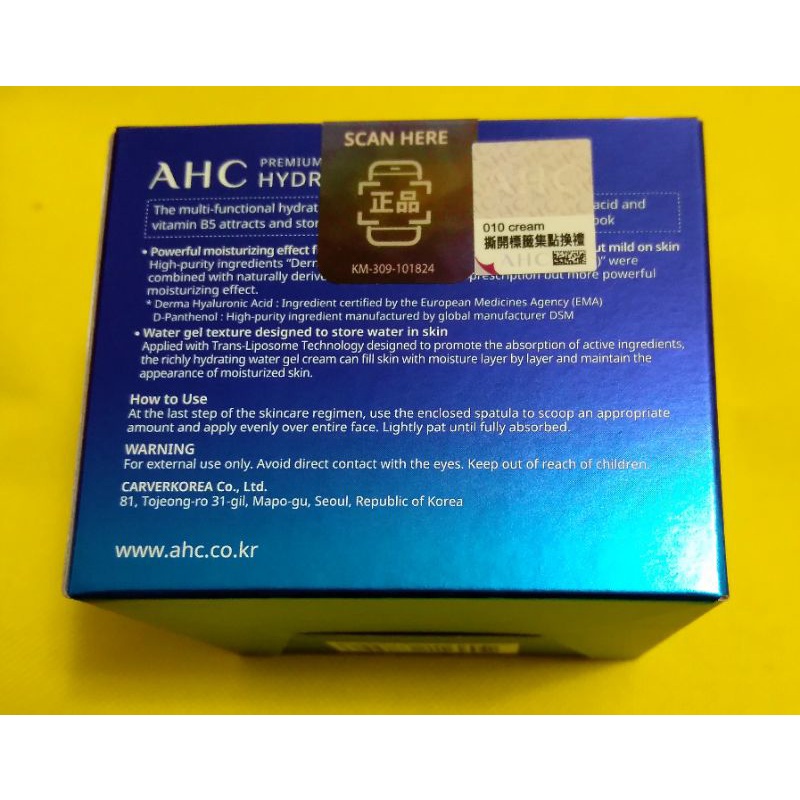 SCAN HERE
正品
KM-309-101824
010 cream
撕開標籤集點換禮
AHC
AHC PREMIUM
HYDR
The multi-functional hydrat acid and
vitamin B5 attracts and stor ook
• Powerful moisturizing effect f ut mild on skin
High-purity ingredients “Derm )” were
combined with naturally derive prescription but more powerful
moisturizing effect.
* Derma Hyaluronic Acid : Ingredient certified by the European Medicines Agency (EMA)
D-Panthenol : High-purity ingredient manufactured by global manufacturer DSM
• Water gel texture designed to store water in skin
Applied with Trans-Liposome Technology designed to promote the absorption of active ingredients,
the richly hydrating water gel cream can fill skin with moisture layer by layer and maintain the
appearance of moisturized skin.
How to Use
At the last step of the skincare regimen, use the enclosed spatula to scoop an appropriate
amount and apply evenly over entire face. Lightly pat until fully absorbed.
WARNING
For external use only. Avoid direct contact with the eyes. Keep out of reach of children.
CARVERKOREA Co., Ltd.
81, Tojeong-ro 31-gil, Mapo-gu, Seoul, Republic of Korea
www.ahc.co.kr